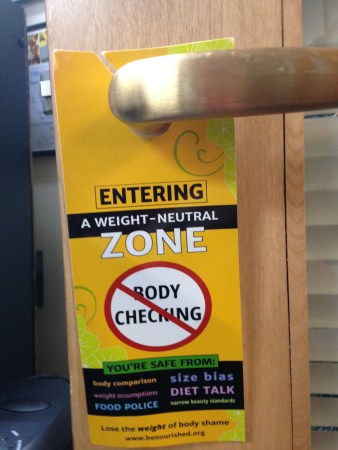 ENTERING
A WEIGHT-NEUTRAL
ZONE
BODY
CHECKING
YOU'RE SAFE FROM:
body comparison size bias
weight assumptions DIET TALK
FOOD POLICE narrow beauty standards
Lose the weight of body shame
www.benourished.org